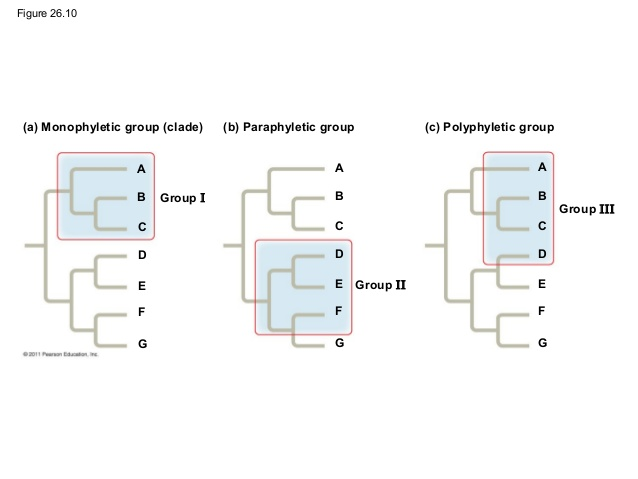 Figure 26.10
(a) Monophyletic group (clade)
A
B
C
D
E
F
G
Group I
(b) Paraphyletic group
A
B
C
D
E
F
G
Group II
(c) Polyphyletic group
A
B
C
D
E
F
G
Group III
© 2011 Pearson Education, Inc.